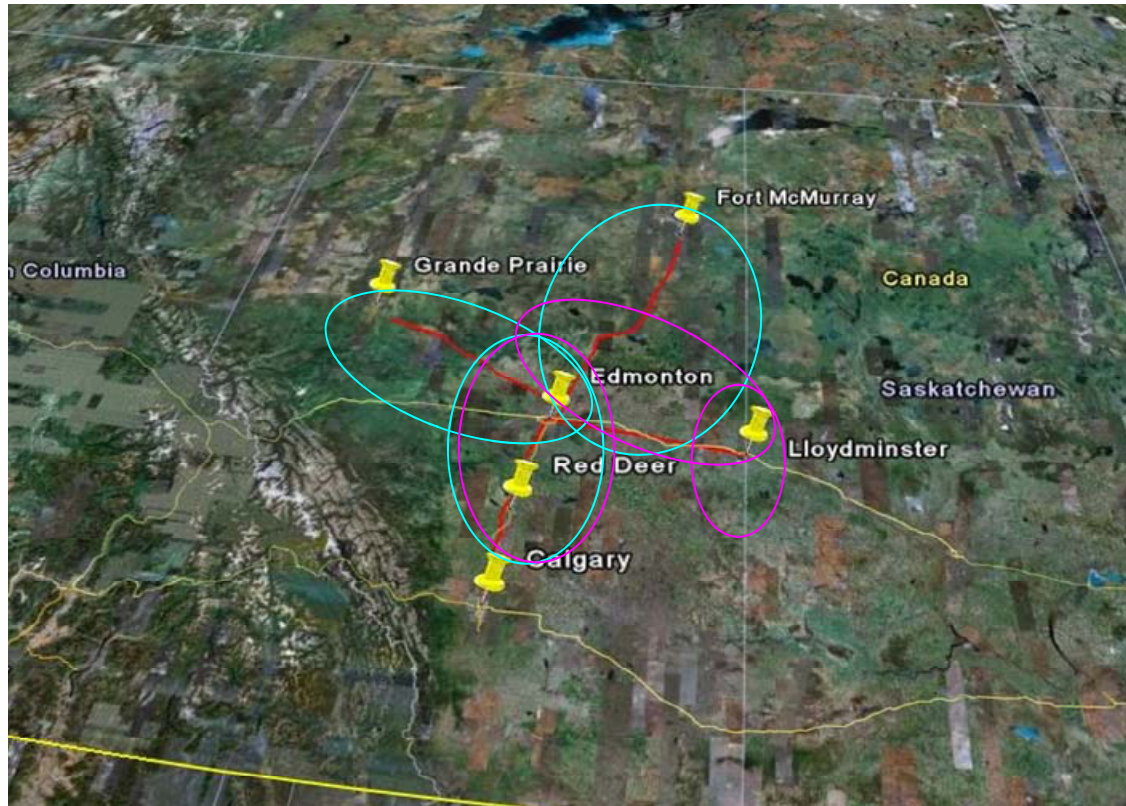 Fort McMurray
Grande Prairie
n Columbia
Canada
Edmonton
Saskatchewan
Lloydminster
Red Deer
Calgary